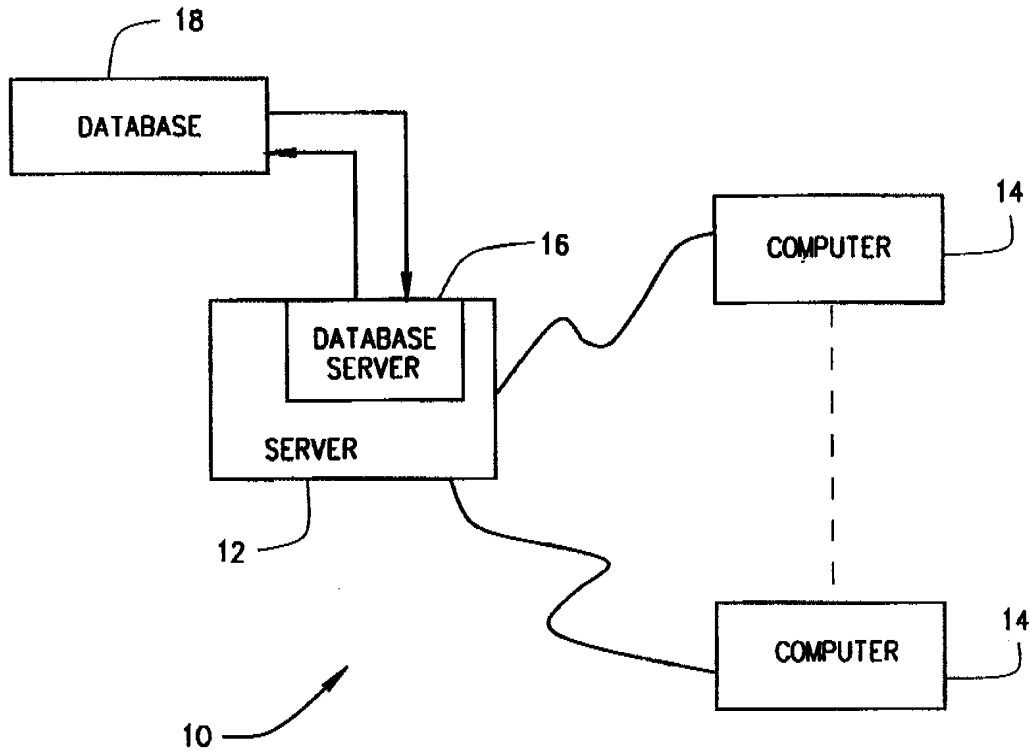 18
DATABASE
14
COMPUTER
16
DATABASE
SERVER
SERVER
12
14
COMPUTER
10